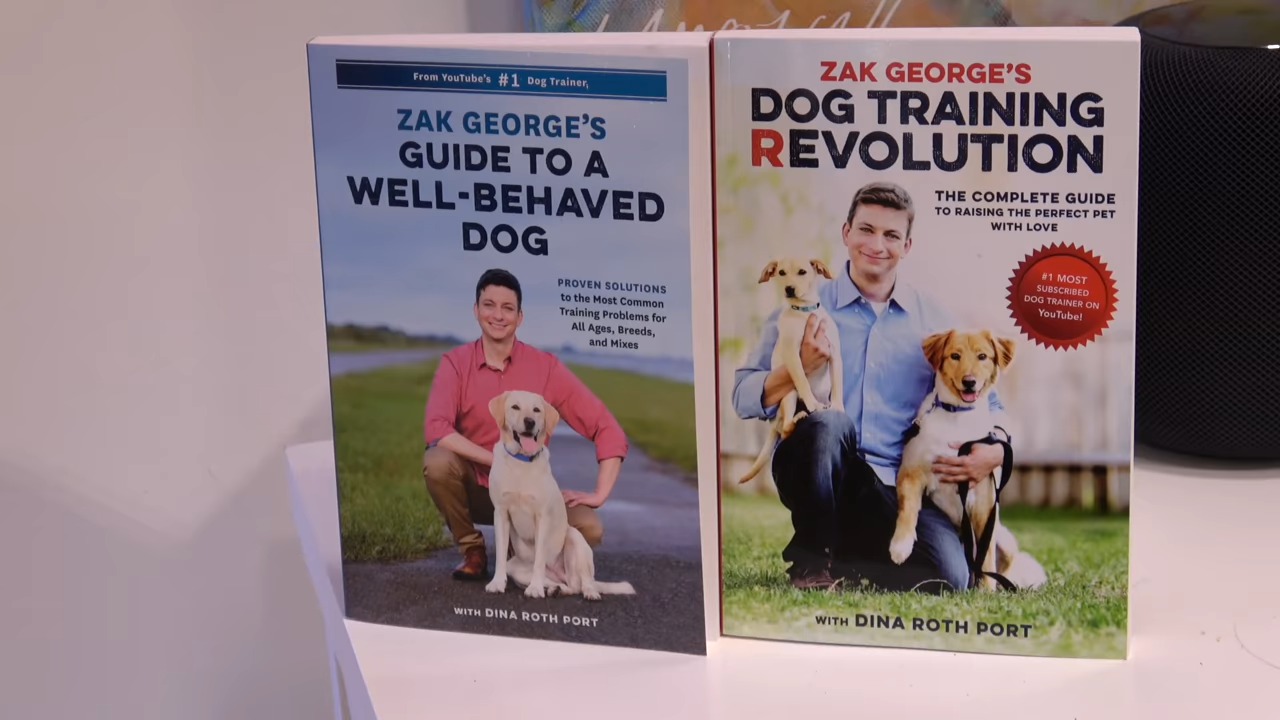 From YouTube's #1 Dog Trainer,
ZAK GEORGE'S
GUIDE TO A
WELL-BEHAVED
DOG
PROVEN SOLUTIONS
to the Most Common
Training Problems for
All Ages, Breeds,
and Mixes
WITH DINA ROTH PORT
ZAK GEORGE'S
DOG TRAINING
REVOLUTION
THE COMPLETE GUIDE
TO RAISING THE PERFECT PET
WITH LOVE
#1 MOST
SUBSCRIBED
DOG TRAINER ON
YouTube!
WITH DINA ROTH PORT